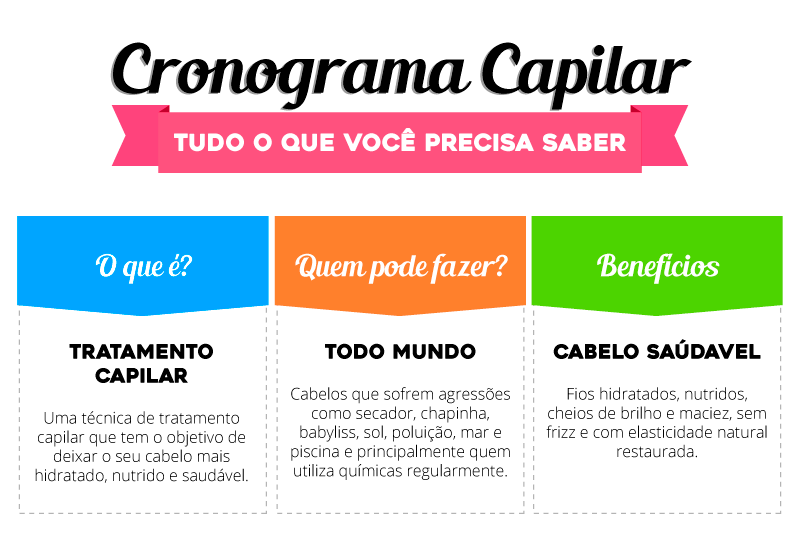 Cronograma Capilar
TUDO O QUE VOCÊ PRECISA SABER
O que é?
TRATAMENTO
CAPILAR
Uma técnica de tratamento
capilar que tem o objetivo de
deixar o seu cabelo mais
hidratado, nutrido e saudável.
Quem pode fazer?
TODO MUNDO
Cabelos que sofrem agressões
como secador, chapinha,
babyliss, sol, poluição, mar e
piscina e principalmente quem
utiliza químicas regularmente.
Benefícios
CABELO SAÚDAVEL
Fios hidratados, nutridos,
cheios de brilho e maciez, sem
frizz e com elasticidade natural
restaurada.